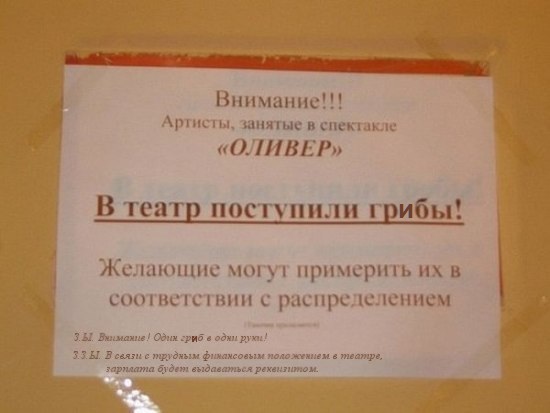 Внимание!!!
Артисты, занятые в спектакле
«ОЛИВЕР»
В театр поступили грибы!
Желающие могут примерить их в
соответствии с распределением
З.Ы. Внимание! Один гриб в одни руки!
З.З.Ы. В связи с трудным финансовым положением в театре,
зарплата будет выдаваться реквизитом.